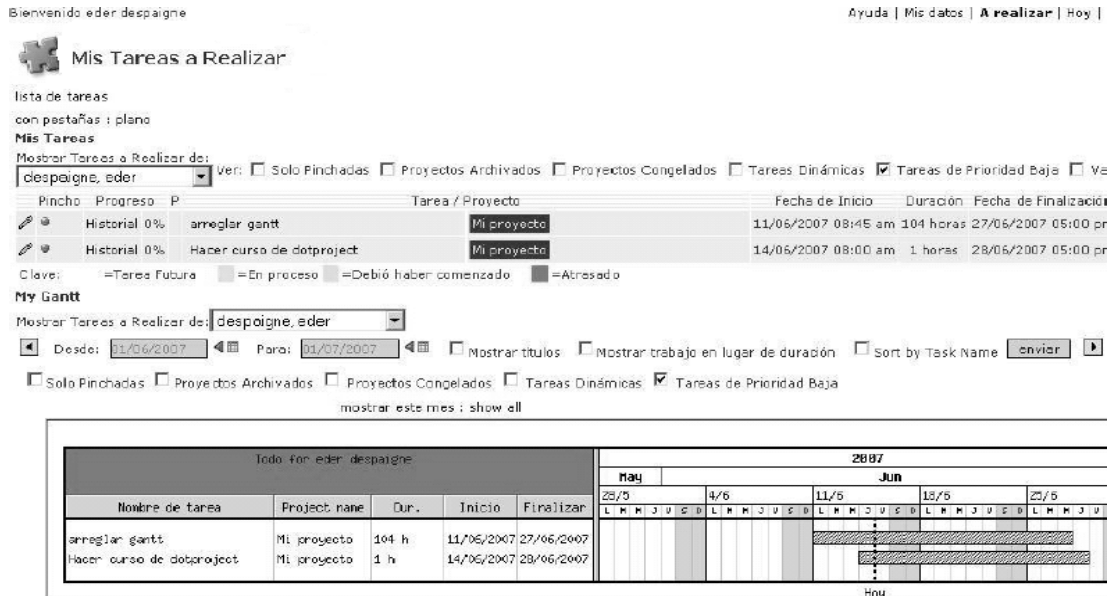 Bienvenido eder despaigne
Ayuda | Mis datos | A realizar | Hoy |
Mis Tareas a Realizar
lista de tareas
con pestañas : plano
Mis Tareas
Mostrar Tareas a Realizar de:
despaigne, eder
Ver: Solo Pinchadas Proyectos Archivados Proyectos Congelados Tareas Dinámicas Tareas de Prioridad Baja Va
Pincho Progreso P Tarea / Proyecto Fecha de Inicio Duración Fecha de Finalización
Historial 0% arreglar gantt Mi proyecto 11/06/2007 08:45 am 104 horas 27/06/2007 05:00 pm
Historial 0% Hacer curso de dotproject Mi proyecto 14/06/2007 08:00 am 1 horas 28/06/2007 05:00 pm
Clave: =Tarea Futura =En proceso =Debió haber comenzado =Atrasado
My Gantt
Mostrar Tareas a Realizar de: despaigne, eder
Desde: 01/06/2007 Para: 01/07/2007 Mostrar titulos Mostrar trabajo en lugar de duración Sort by Task Name enviar
Solo Pinchadas Proyectos Archivados Proyectos Congelados Tareas Dinámicas Tareas de Prioridad Baja
mostrar este mes : show all
Todo for eder despaigne
2007
May Jun
28/5 4/6 11/6 18/6 25/6
Nombre de tarea Project name Dur. Inicio Finalizar
L M M J V S D L M M J V S D L M M J V S D L M M J V S D L M M J V
arreglar gantt Mi proyecto 104 h 11/06/2007 27/06/2007
Hacer curso de dotproject Mi proyecto 1 h 14/06/2007 28/06/2007
Hoy